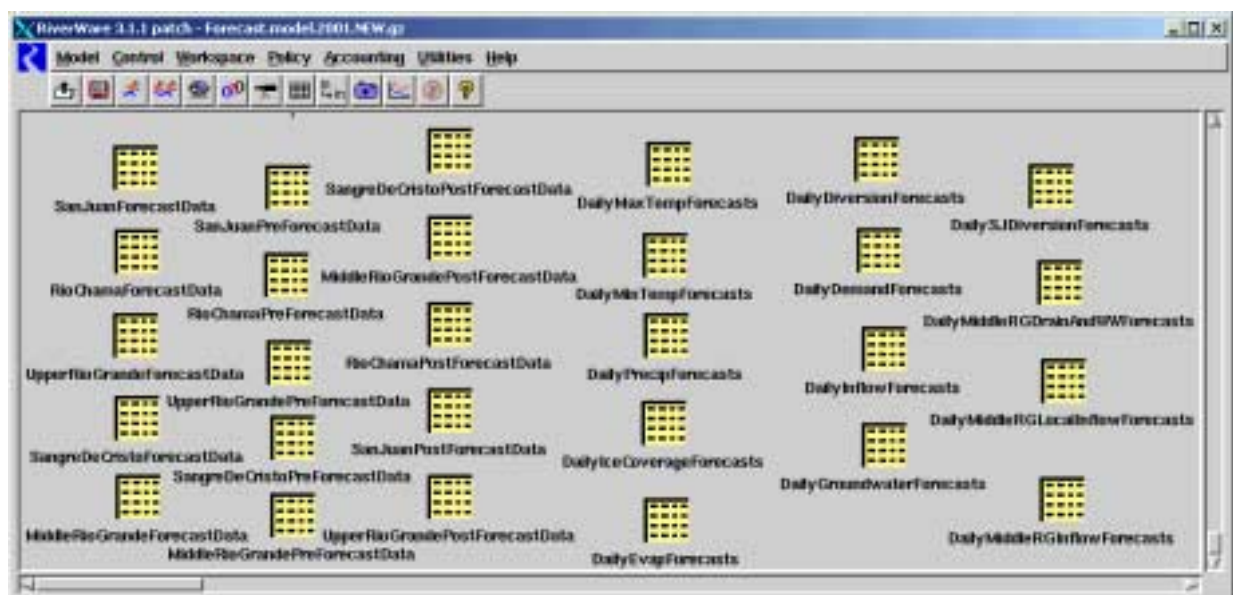 RiverWare 3.1.1 patch - Forecast.model.2001.NEW.gz
Model Control Workspace Policy Accounting Utilities Help
SanJuanForecastData
SanJuanPreForecastData
SangreDeCristoPostForecastData
DailyMaxTempForecasts
DailyDiversionForecasts
DailySJDiversionForecasts
RioChamaForecastData
RioChamaPreForecastData
MiddleRioGrandePostForecastData
DailyMinTempForecasts
DailyDemandForecasts
DailyMiddleRGDrainAndWWForecasts
UpperRioGrandeForecastData
UpperRioGrandePreForecastData
RioChamaPostForecastData
DailyPrecipForecasts
DailyInflowForecasts
DailyMiddleRGLocalInflowForecasts
SangreDeCristoForecastData
SangreDeCristoPreForecastData
SanJuanPostForecastData
DailyIceCoverageForecasts
DailyGroundwaterForecasts
DailyMiddleRGInflowForecasts
MiddleRioGrandeForecastData
MiddleRioGrandePreForecastData
UpperRioGrandePostForecastData
DailyEvapForecasts